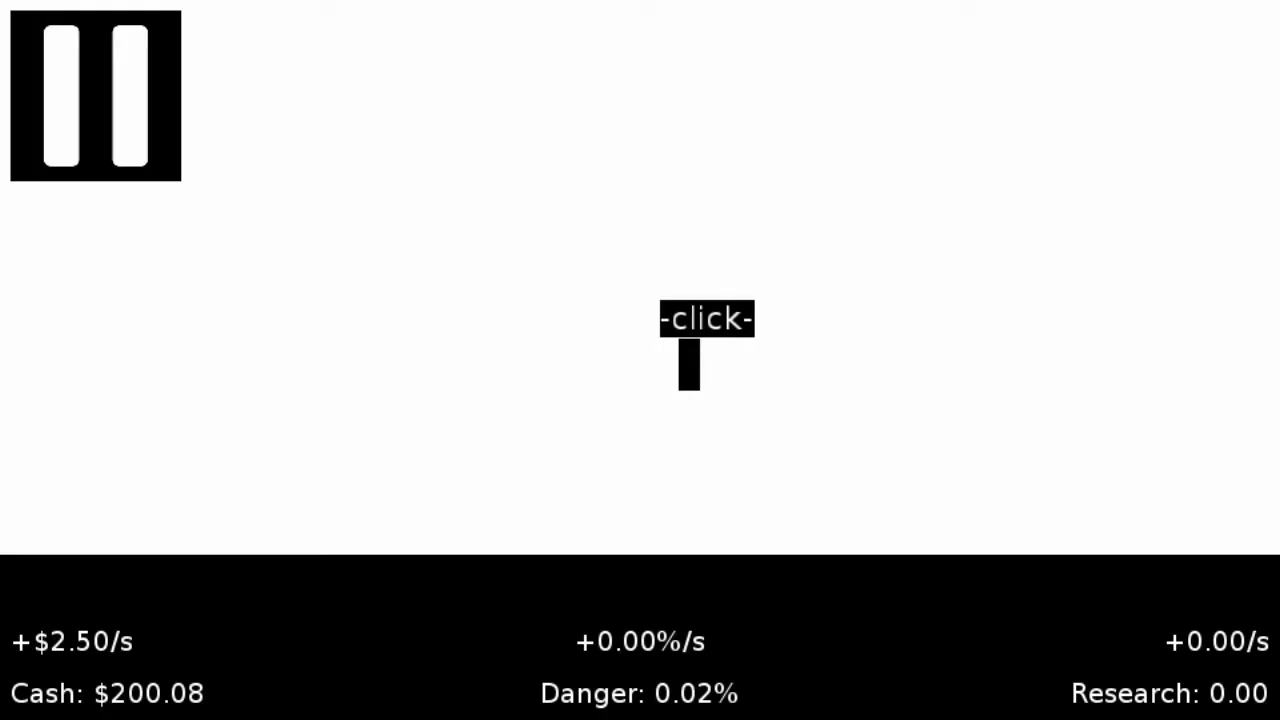 -click-
+$2.50/s
+0.00%/s
+0.00/s
Cash: $200.08
Danger: 0.02%
Research: 0.00